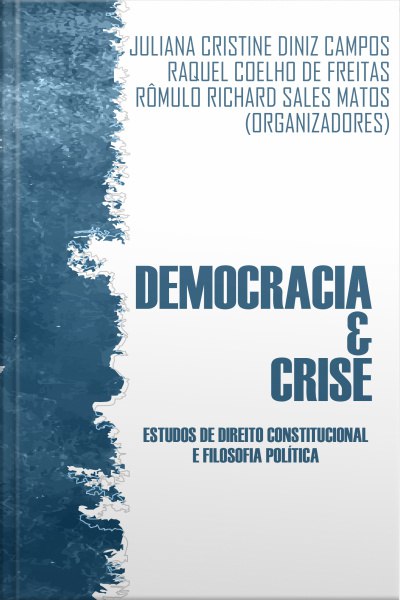 JULIANA CRISTINE DINIZ CAMPOS
RAQUEL COELHO DE FREITAS
RÔMULO RICHARD SALES MATOS
(ORGANIZADORES)
DEMOCRACIA
&
CRISE
ESTUDOS DE DIREITO CONSTITUCIONAL
E FILOSOFIA POLÍTICA